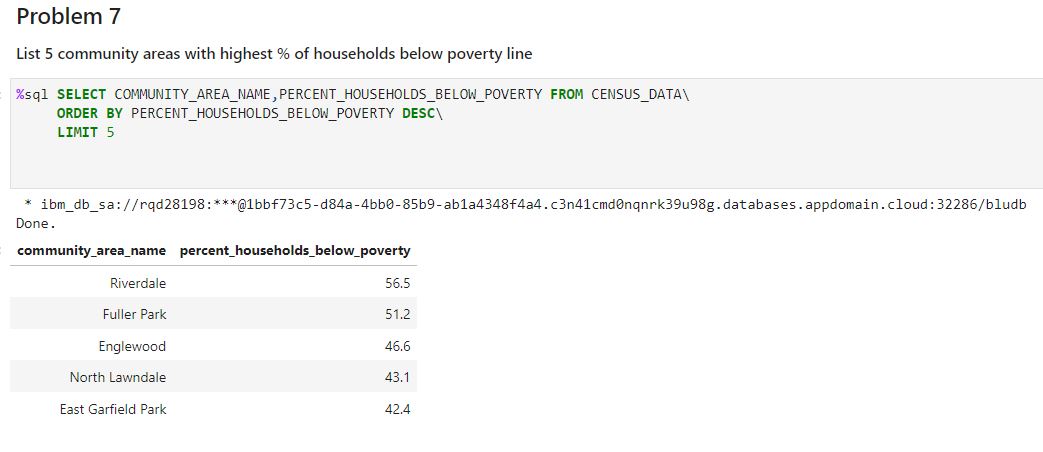 Problem 7
List 5 community areas with highest % of households below poverty line
%sql SELECT COMMUNITY_AREA_NAME,PERCENT_HOUSEHOLDS_BELOW_POVERTY FROM CENSUS_DATA\
ORDER BY PERCENT_HOUSEHOLDS_BELOW_POVERTY DESC\
LIMIT 5
* ibm_db_sa://rqd28198:***@1bbf73c5-d84a-4bb0-85b9-ab1a4348f4a4.c3n41cmd0nqnrk39u98g.databases.appdomain.cloud:32286/bludb
Done.
community_area_name percent_households_below_poverty
Riverdale 56.5
Fuller Park 51.2
Englewood 46.6
North Lawndale 43.1
East Garfield Park 42.4